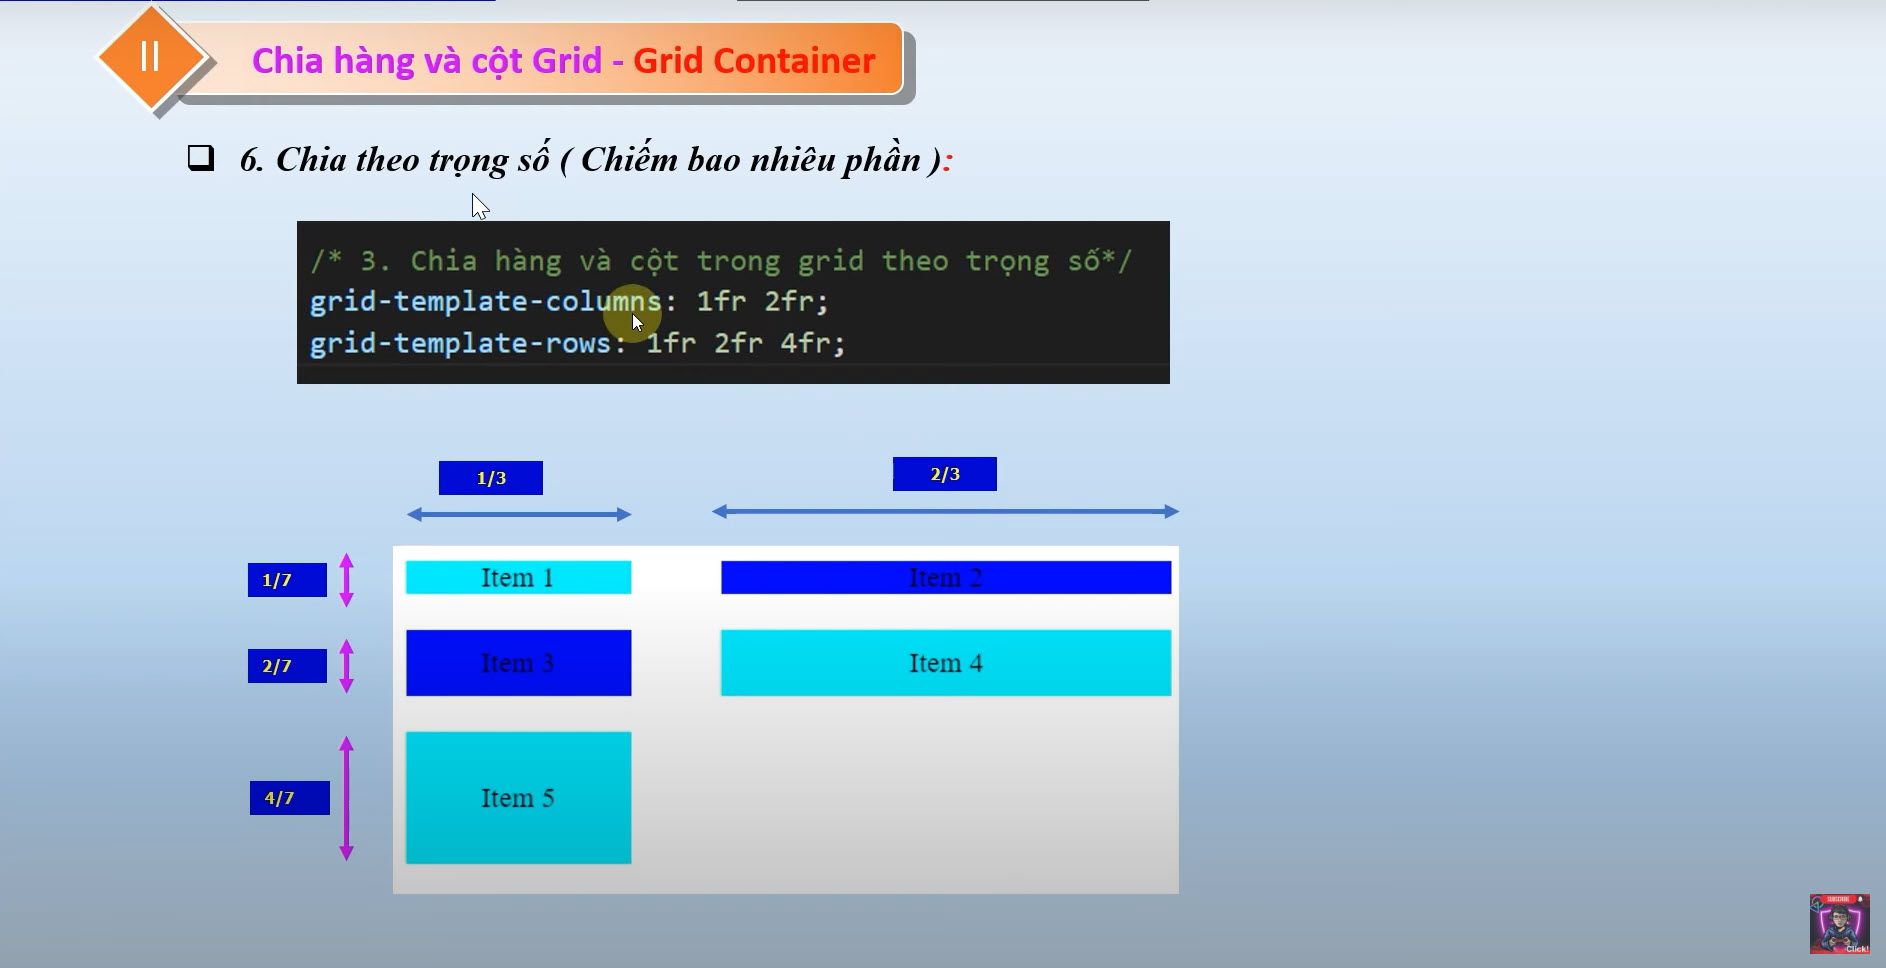 II
Chia hàng và cột Grid - Grid Container
6. Chia theo trọng số ( Chiếm bao nhiêu phần ):
/* 3. Chia hàng và cột trong grid theo trọng số*/
grid-template-columns: 1fr 2fr;
grid-template-rows: 1fr 2fr 4fr;
1/3
2/3
1/7
Item 1
Item 2
2/7
Item 3
Item 4
4/7
Item 5
SUBSCRIBE
Click!